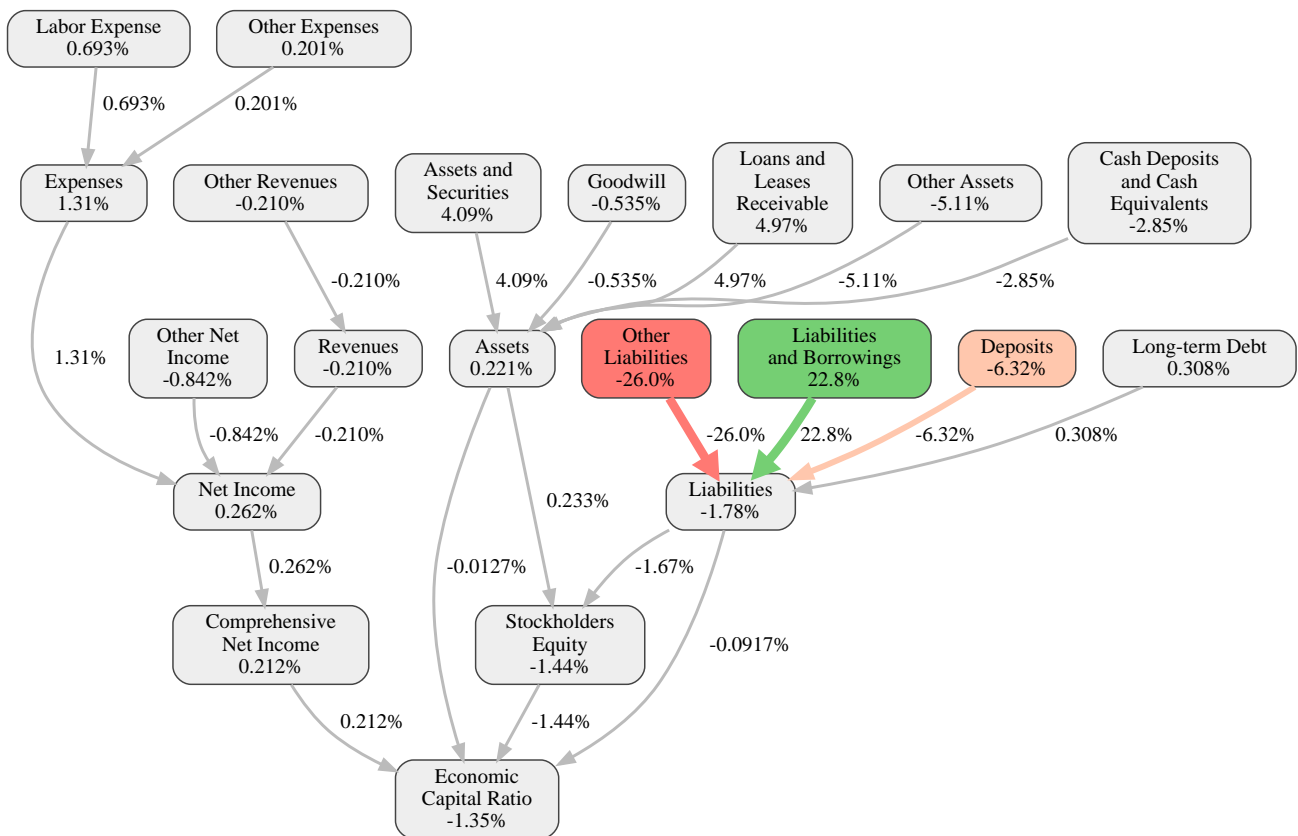 Labor Expense
0.693%
Other Expenses
0.201%
0.693%
0.201%
Expenses
1.31%
Other Revenues
-0.210%
Assets and
Securities
4.09%
Goodwill
-0.535%
Loans and
Leases
Receivable
4.97%
Other Assets
-5.11%
Cash Deposits
and Cash
Equivalents
-2.85%
-0.210%
4.09%
-0.535%
4.97%
-5.11%
-2.85%
1.31%
Other Net
Income
-0.842%
Revenues
-0.210%
Assets
0.221%
Other
Liabilities
-26.0%
Liabilities
and Borrowings
22.8%
Deposits
-6.32%
Long-term Debt
0.308%
-0.842%
-0.210%
-26.0%
22.8%
-6.32%
0.308%
Net Income
0.262%
Liabilities
-1.78%
0.262%
0.233%
-0.0127%
-1.67%
-0.0917%
Comprehensive
Net Income
0.212%
Stockholders
Equity
-1.44%
0.212%
-1.44%
Economic
Capital Ratio
-1.35%